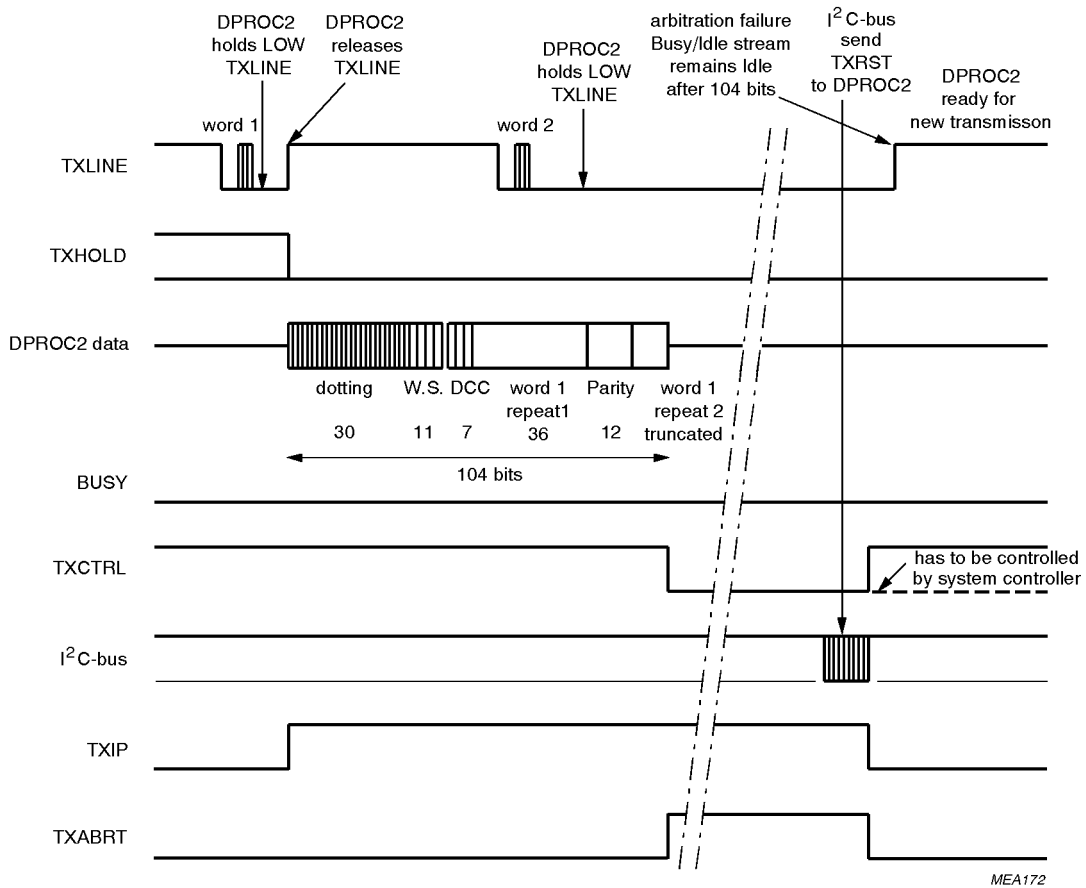 DPROC2
holds LOW
TXLINE
DPROC2
releases
TXLINE
DPROC2
holds LOW
TXLINE
arbitration failure
Busy/Idle stream
remains Idle
after 104 bits
I2C-bus
send
TXRST
to DPROC2
DPROC2
ready for
new transmisson
word 1
word 2
TXLINE
TXHOLD
DPROC2 data
dotting
W.S.
DCC
word 1
repeat1
Parity
word 1
repeat 2
truncated
30
11
7
36
12
104 bits
BUSY
TXCTRL
has to be controlled
by system controller
I2C-bus
TXIP
TXABRT
MEA172